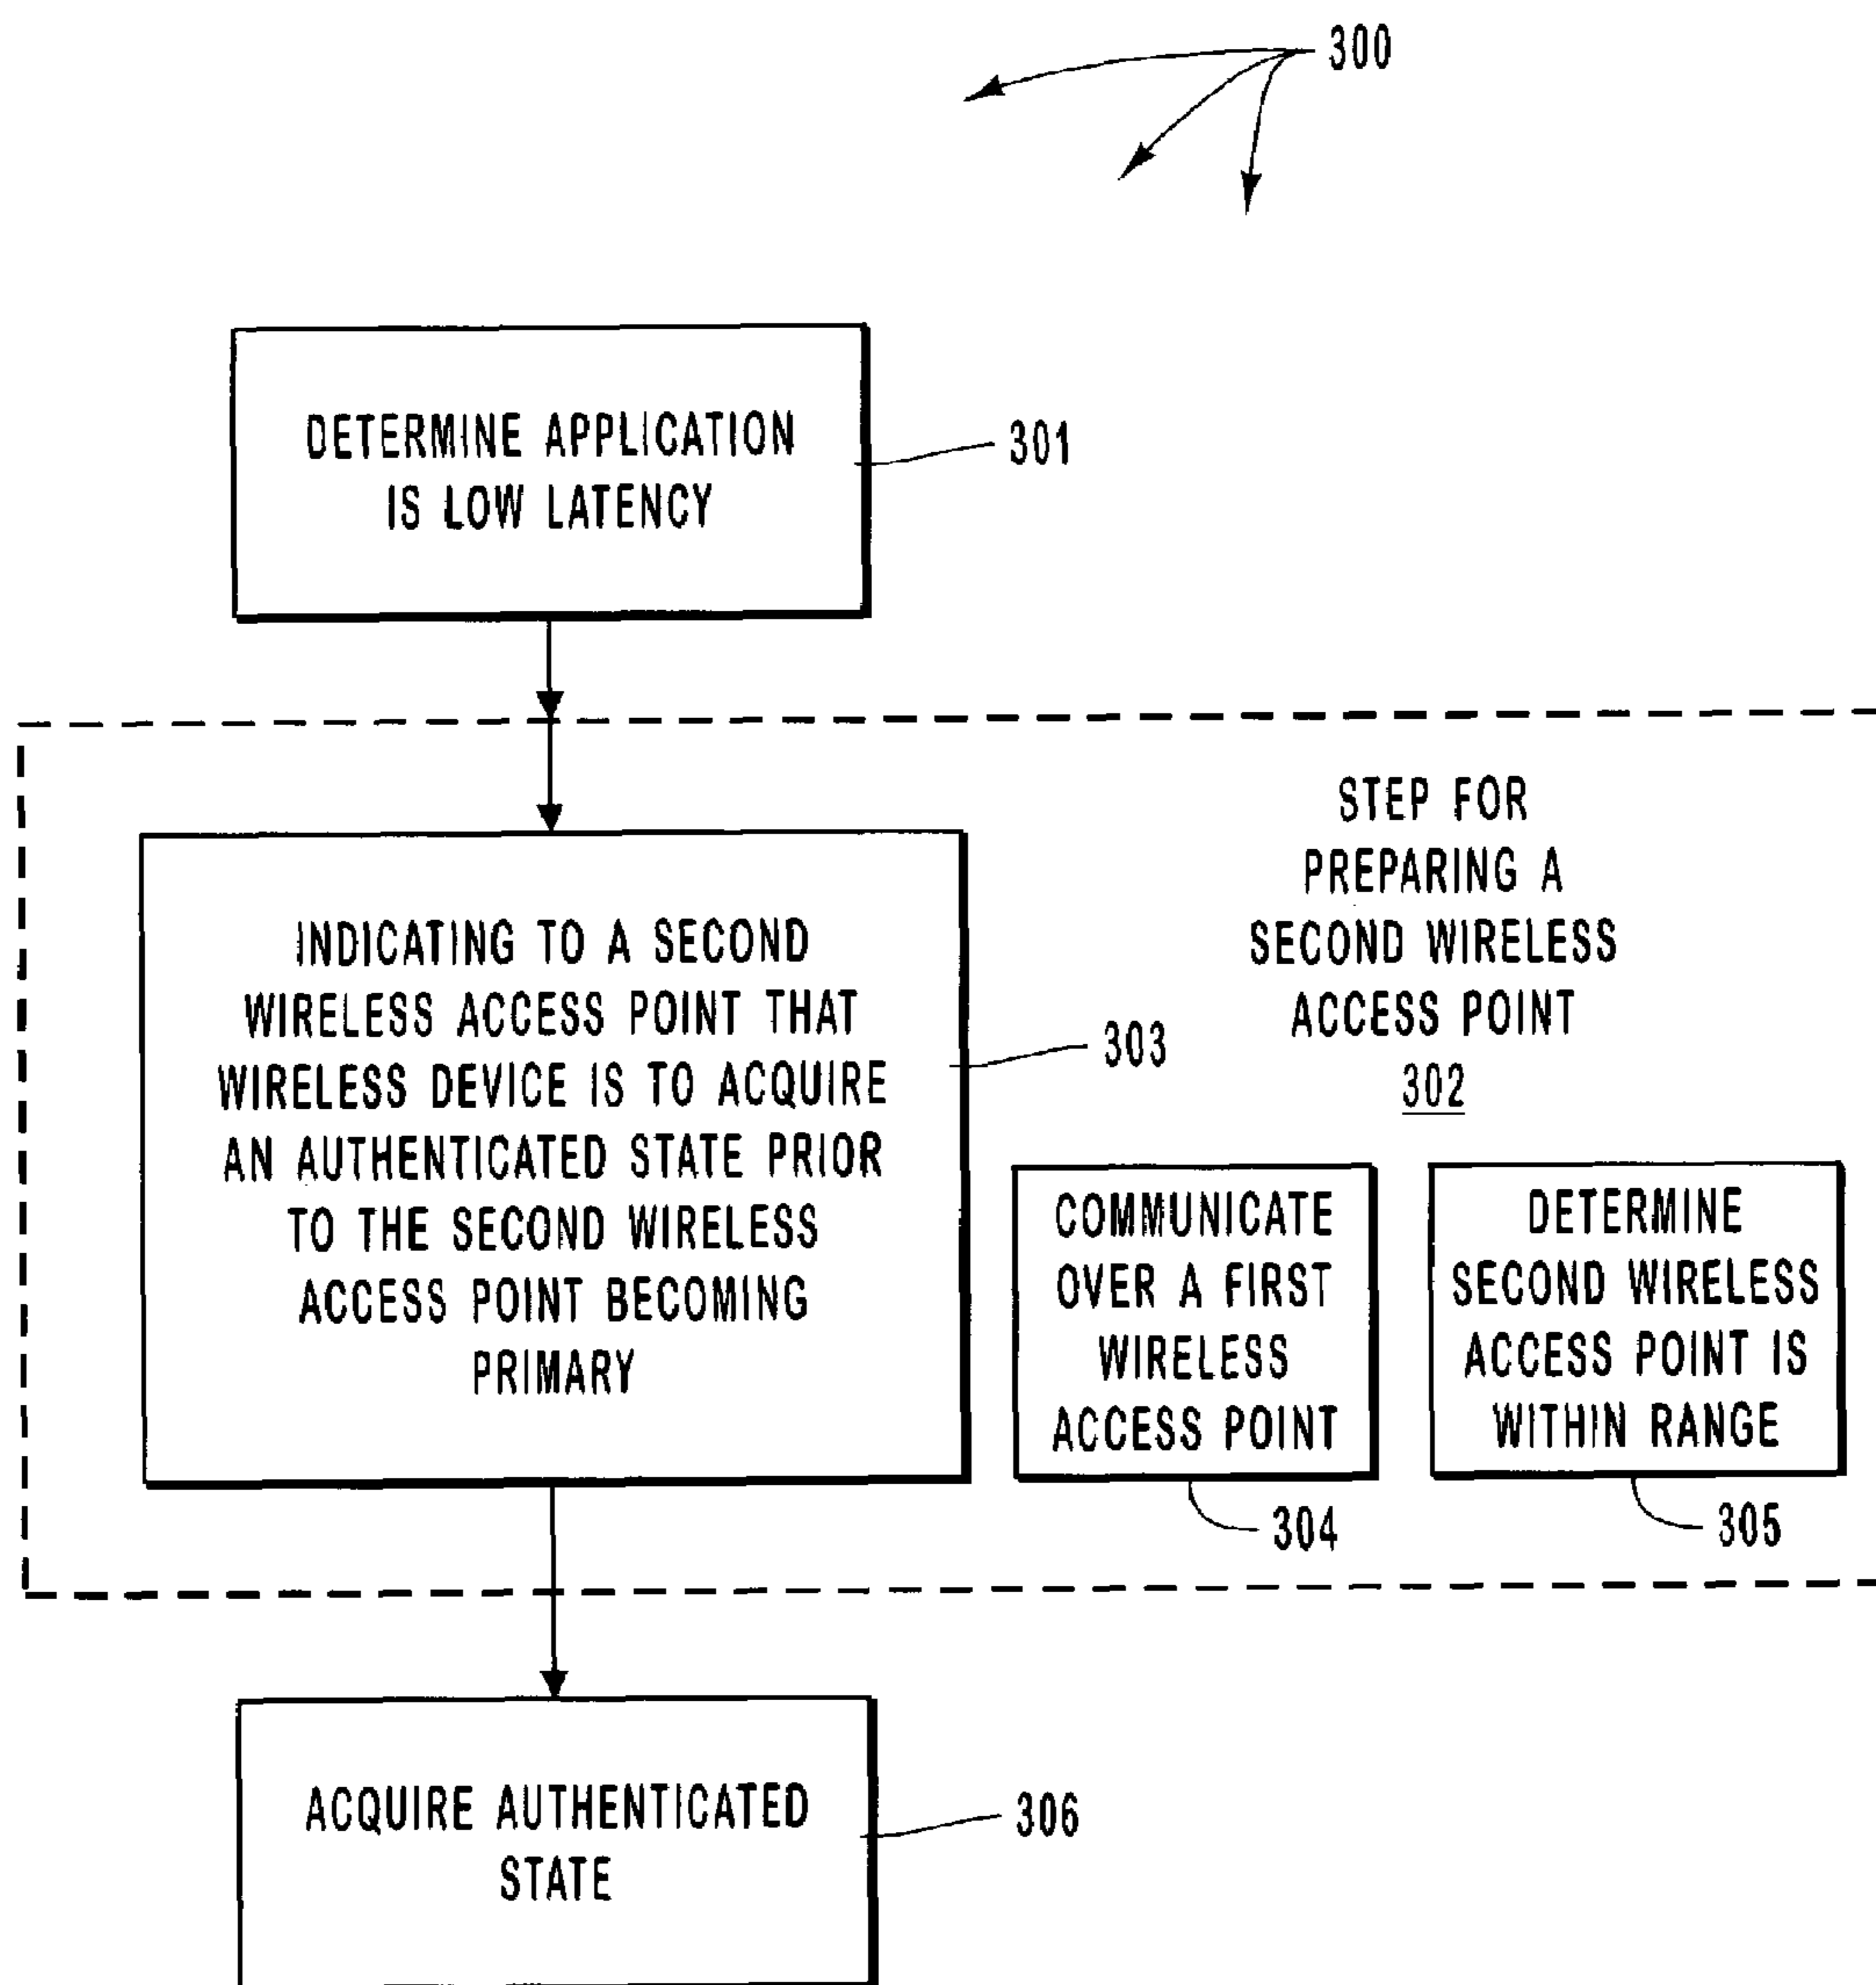 300
DETERMINE APPLICATION
IS LOW LATENCY
301
STEP FOR
PREPARING A
SECOND WIRELESS
ACCESS POINT
302
INDICATING TO A SECOND
WIRELESS ACCESS POINT THAT
WIRELESS DEVICE IS TO ACQUIRE
AN AUTHENTICATED STATE PRIOR
TO THE SECOND WIRELESS
ACCESS POINT BECOMING
PRIMARY
303
COMMUNICATE
OVER A FIRST
WIRELESS
ACCESS POINT
304
DETERMINE
SECOND WIRELESS
ACCESS POINT IS
WITHIN RANGE
305
ACQUIRE AUTHENTICATED
STATE
306